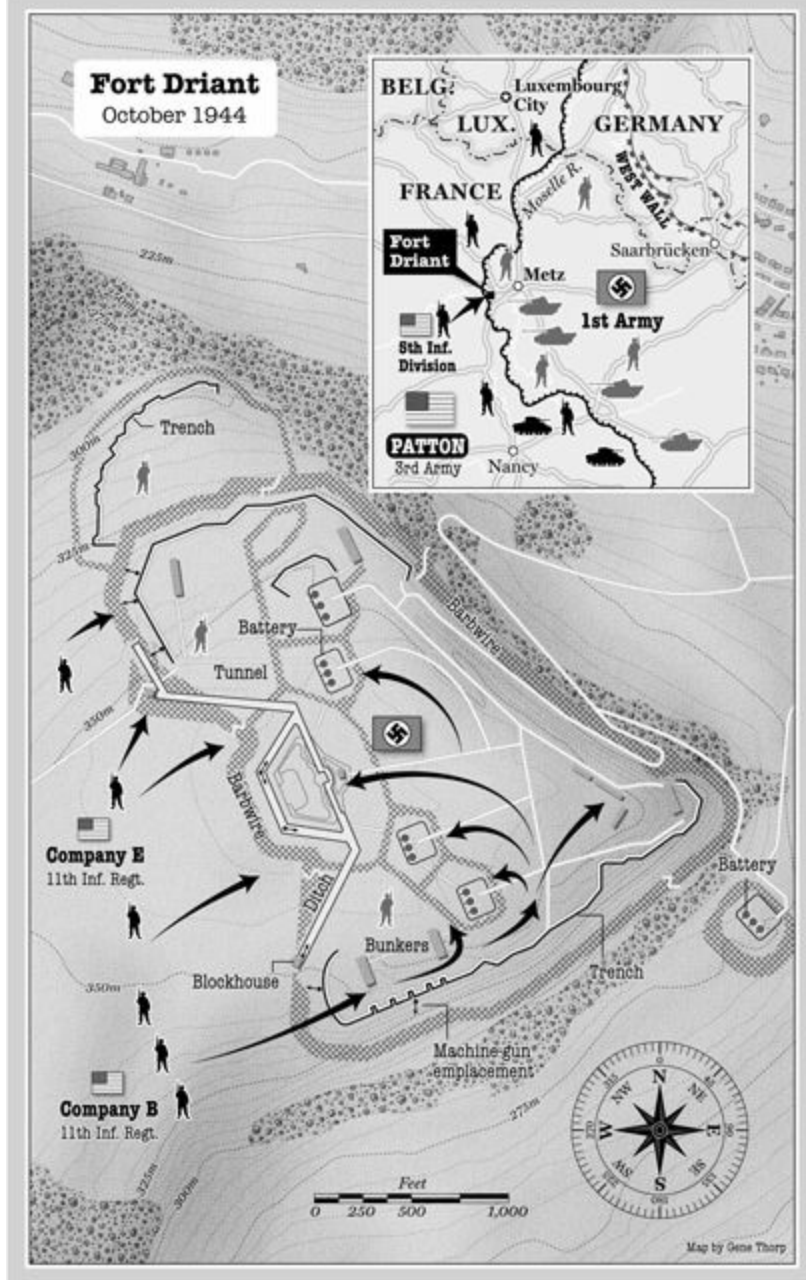 Fort Driant
October 1944
BELG.
Luxembourg
City
LUX.
GERMANY
WEST WALL
FRANCE
Moselle R.
Saarbrücken
Fort
Driant
Metz
1st Army
5th Inf.
Division
PATTON
3rd Army
Nancy
225m
Trench
300m
325m
Barbwire
Battery
Tunnel
350m
Barbwire
Company E
11th Inf. Regt.
Ditch
Battery
Bunkers
Blockhouse
Trench
350m
Machine-gun
emplacement
Company B
11th Inf. Regt.
275m
325m
300m
N
NE
E
SE
S
SW
W
NW
Feet
0 250 500 1,000
Map by Gene Thorp